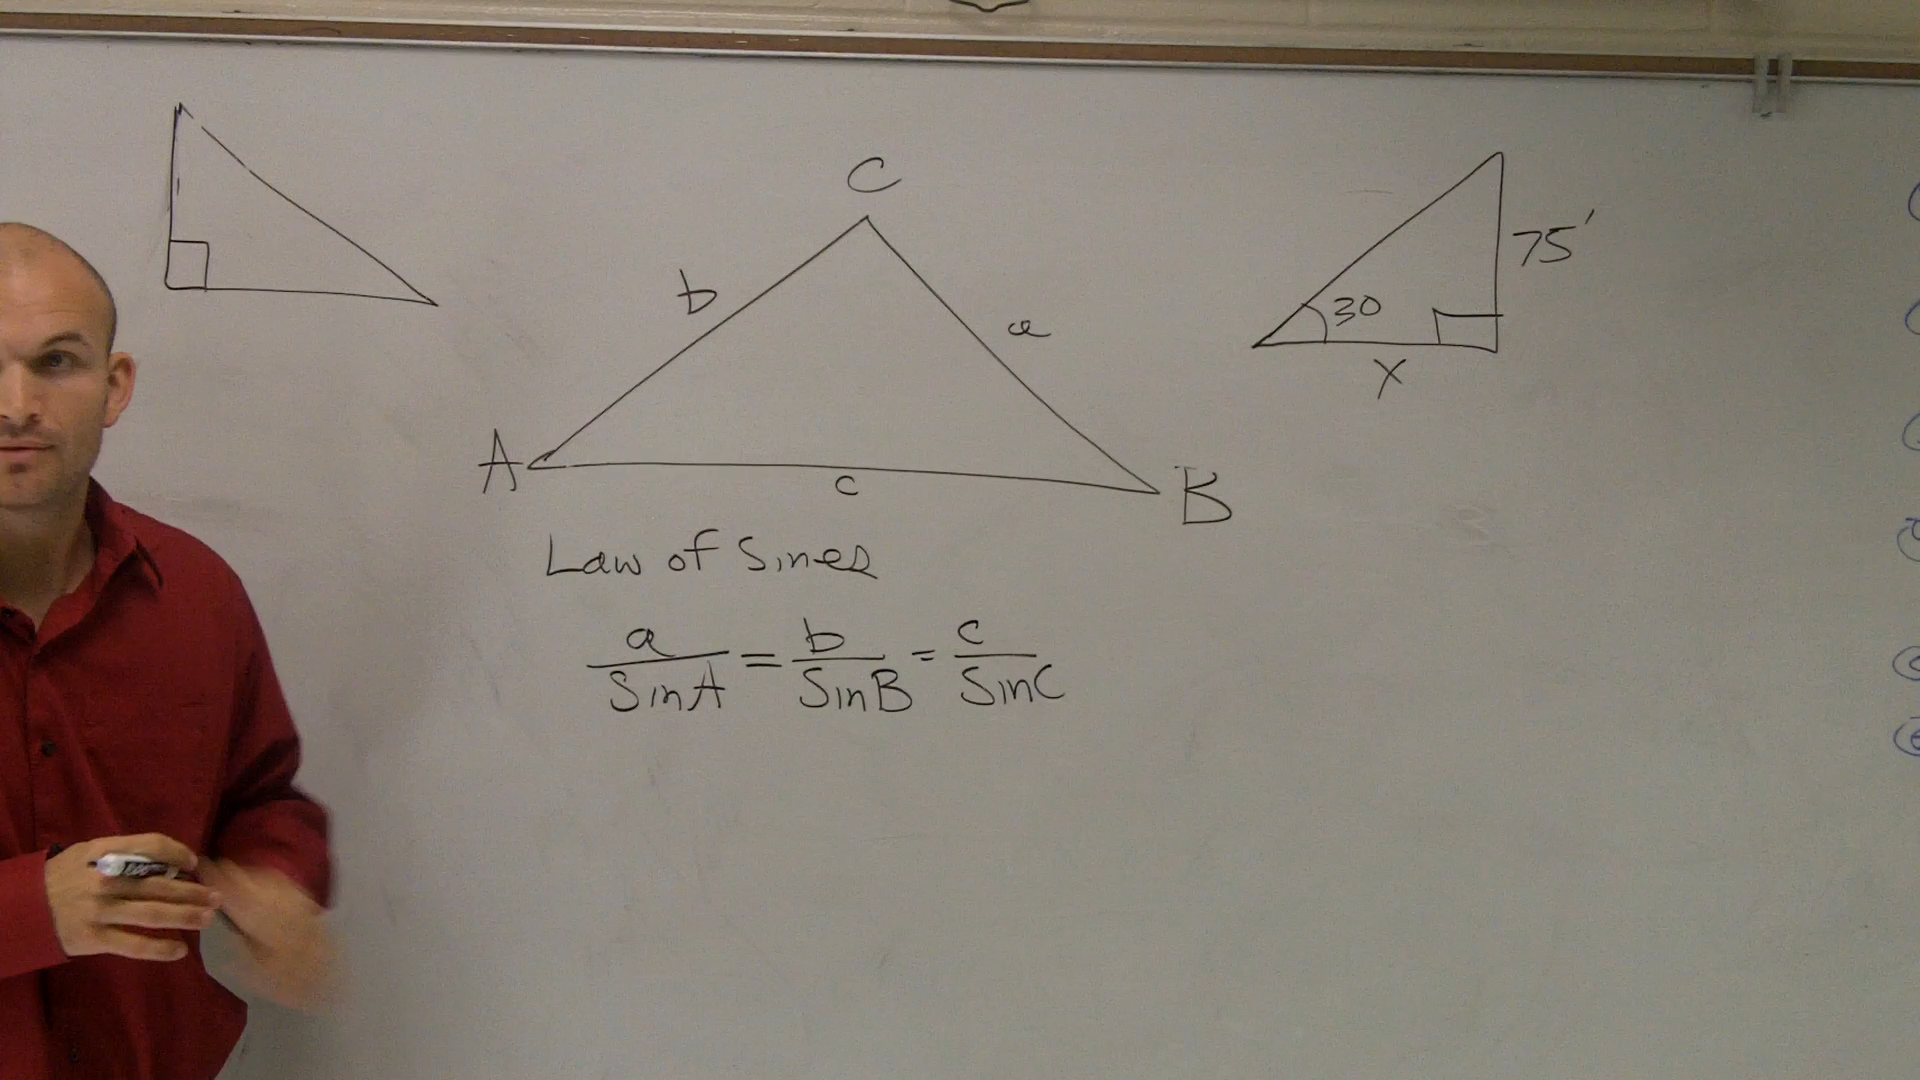 C
b
a
A
c
B
75'
30
X
Law of Sines
a/SinA = b/SinB = c/SinC